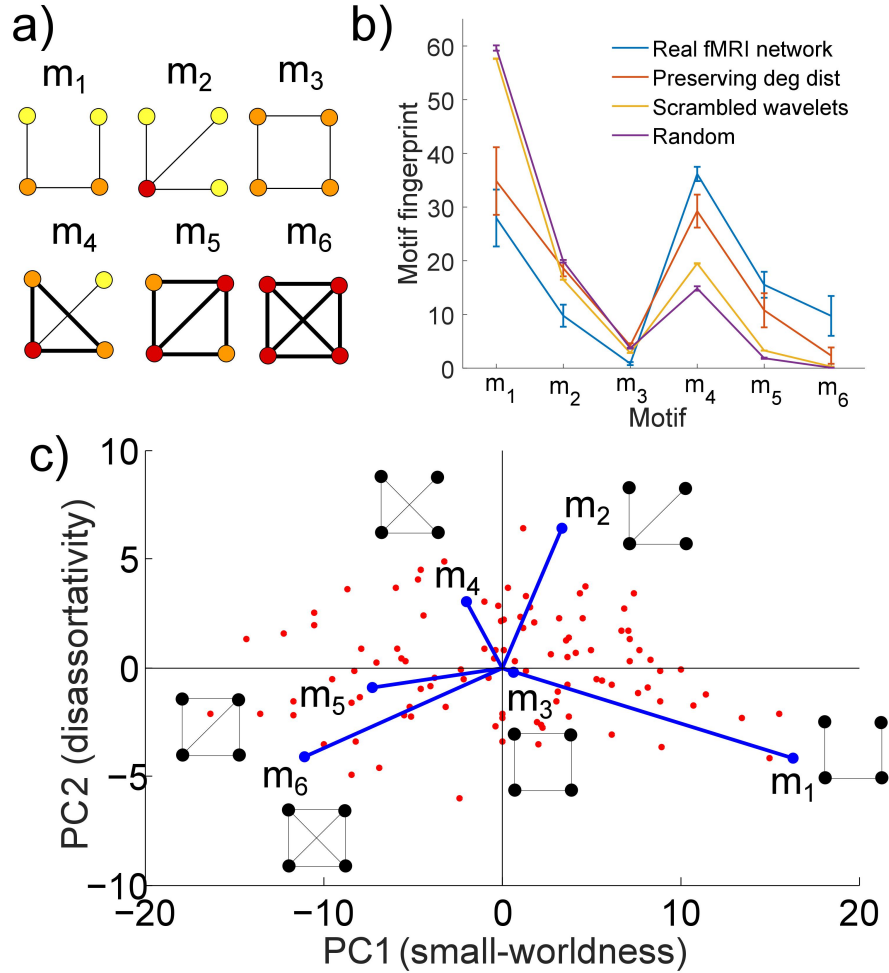 a)
m1 m2 m3
m4 m5 m6
b)
60
50
40
30
20
10
0
Motif fingerprint
Real fMRI network
Preserving deg dist
Scrambled wavelets
Random
m1 m2 m3 m4 m5 m6
Motif
c)
10
5
0
−5
−10
PC2 (disassortativity)
m2
m4
m5
m3
m6
m1
−20 −10 0 10 20
PC1 (small-worldness)